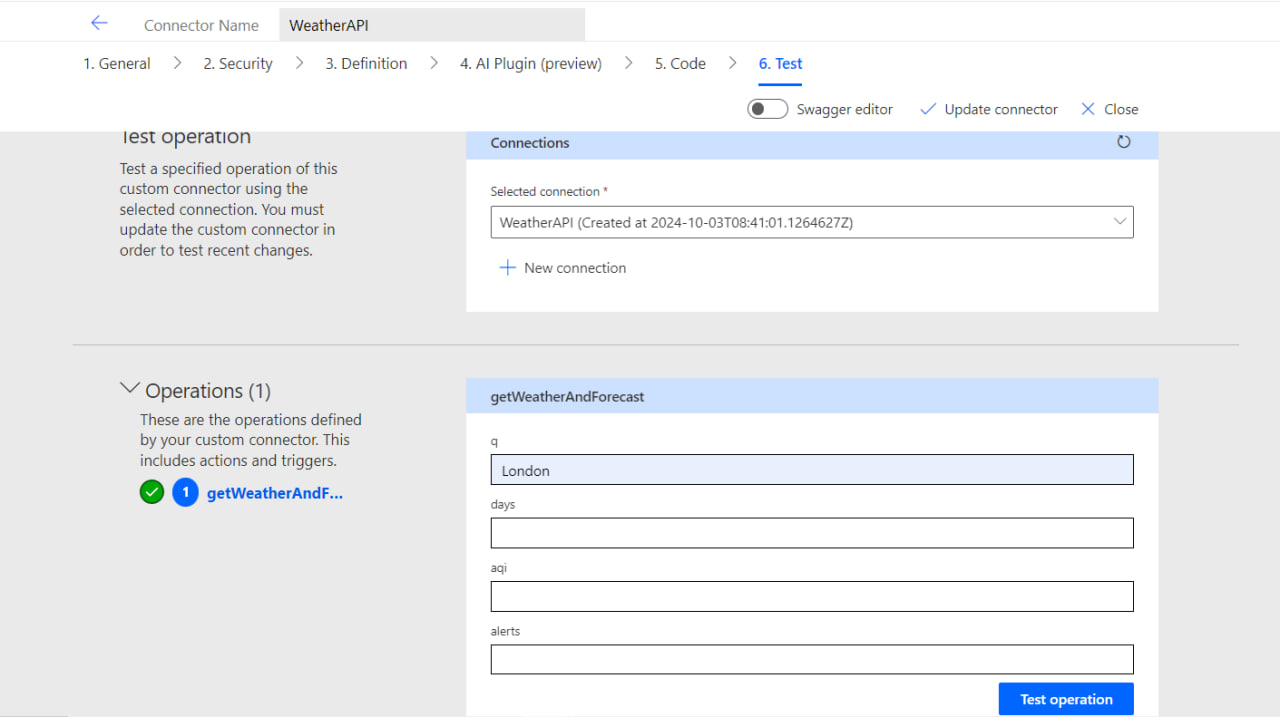 Connector Name WeatherAPI
1. General 2. Security 3. Definition 4. AI Plugin (preview) 5. Code 6. Test
Swagger editor Update connector Close
Test operation
Test a specified operation of this
custom connector using the
selected connection. You must
update the custom connector in
order to test recent changes.
Connections
Selected connection *
WeatherAPI (Created at 2024-10-03T08:41:01.1264627Z)
New connection
Operations (1)
These are the operations defined
by your custom connector. This
includes actions and triggers.
1 getWeatherAndF...
getWeatherAndForecast
q
London
days
aqi
alerts
Test operation